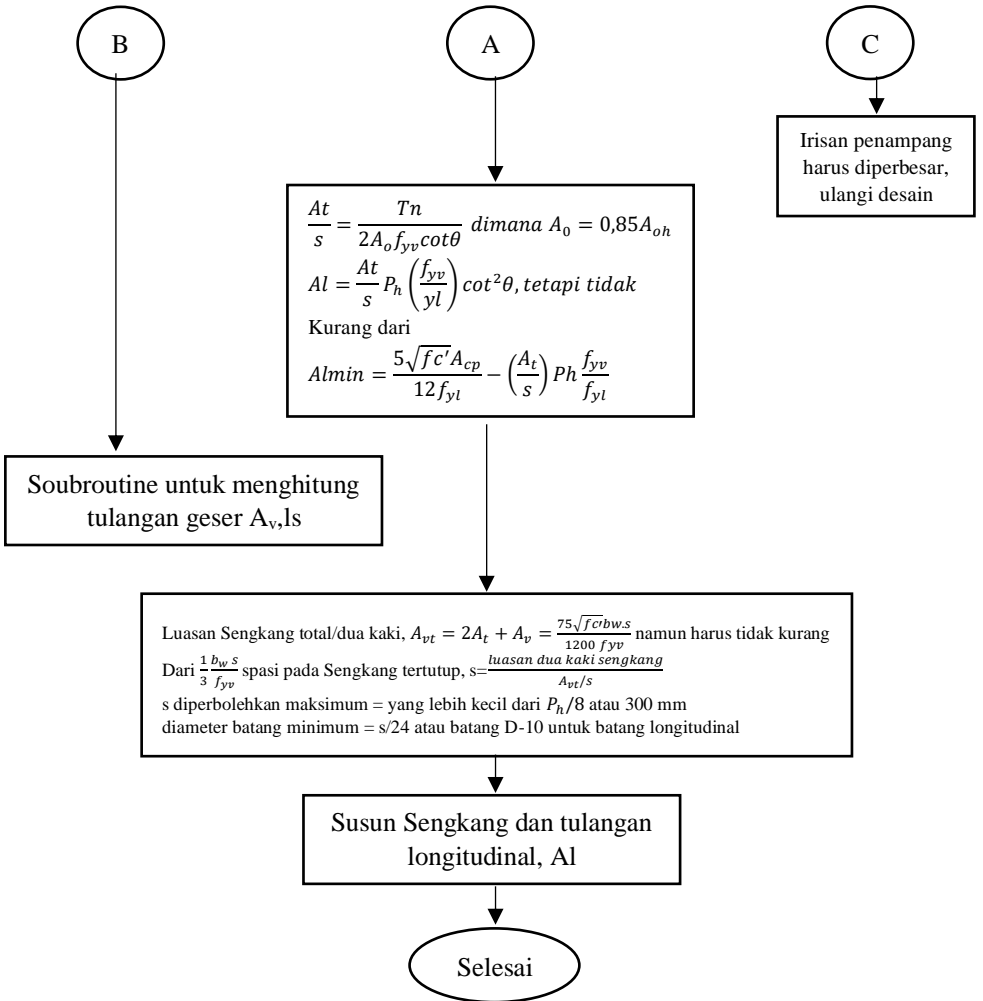 B
A
C
Irisan penampang
harus diperbesar,
ulangi desain
At/s = Tn/(2A_o f_yv cotθ) dimana A_0 = 0,85A_oh
Al = At/s P_h (f_yv/yl) cot²θ, tetapi tidak
Kurang dari
Almin = 5√fc′ A_cp/(12f_yl) − (A_t/s) Ph f_yv/f_yl
Soubroutine untuk menghitung
tulangan geser A_v,ls
Luasan Sengkang total/dua kaki, A_vt = 2A_t + A_v = 75√fc′bw.s/(1200 fyv) namun harus tidak kurang
Dari 1/3 b_w s/f_yv spasi pada Sengkang tertutup, s=luasan dua kaki sengkang/(A_vt/s)
s diperbolehkan maksimum = yang lebih kecil dari P_h/8 atau 300 mm
diameter batang minimum = s/24 atau batang D-10 untuk batang longitudinal
Susun Sengkang dan tulangan
longitudinal, Al
Selesai